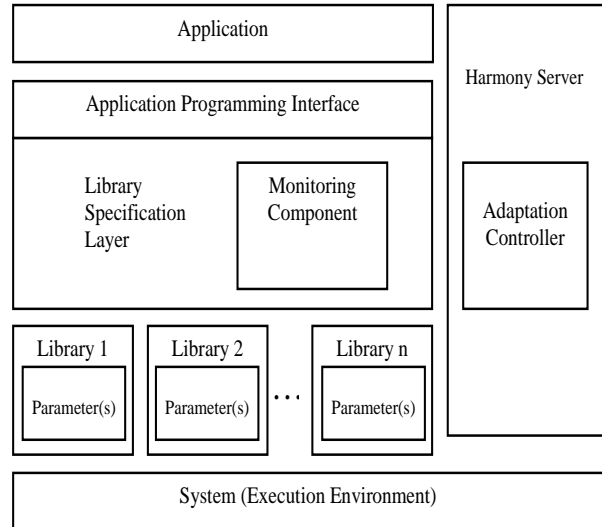 Application
Harmony Server
Application Programming Interface
Library
Specification
Layer
Monitoring
Component
Adaptation
Controller
Library 1
Library 2
Library n
Parameter(s)
Parameter(s)
...
Parameter(s)
System (Execution Environment)